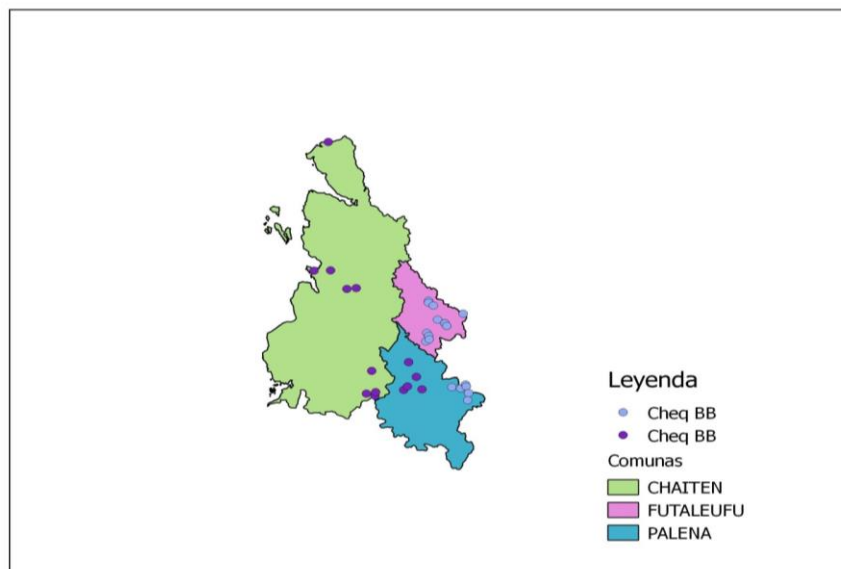 Leyenda
Cheq BB
Cheq BB
Comunas
CHAITEN
FUTALEUFU
PALENA